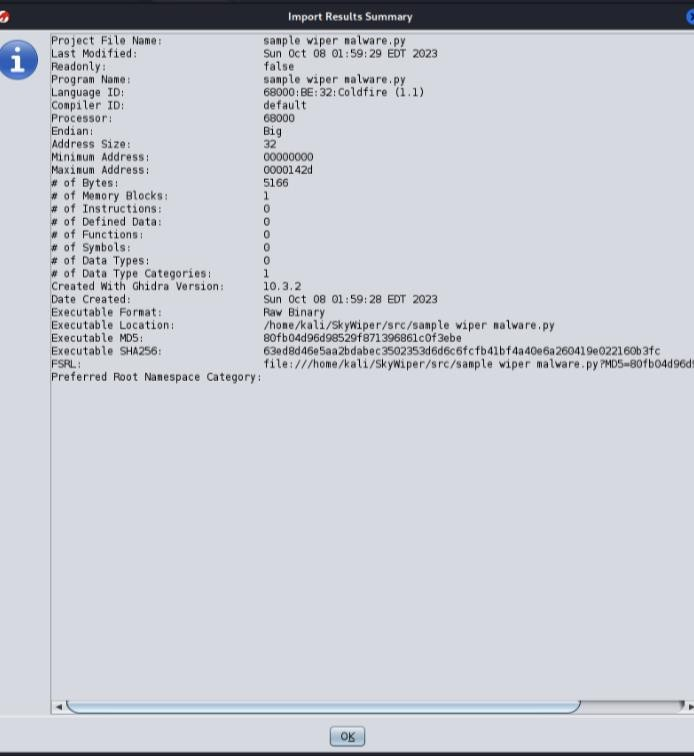 Import Results Summary
Project File Name: sample wiper malware.py
Last Modified: Sun Oct 08 01:59:29 EDT 2023
Readonly: false
Program Name: sample wiper malware.py
Language ID: 68000:BE:32:Coldfire (1.1)
Compiler ID: default
Processor: 68000
Endian: Big
Address Size: 32
Minimum Address: 00000000
Maximum Address: 0000142d
# of Bytes: 5166
# of Memory Blocks: 1
# of Instructions: 0
# of Defined Data: 0
# of Functions: 0
# of Symbols: 0
# of Data Types: 0
# of Data Type Categories: 1
Created With Ghidra Version: 10.3.2
Date Created: Sun Oct 08 01:59:28 EDT 2023
Executable Format: Raw Binary
Executable Location: /home/kali/SkyWiper/src/sample wiper malware.py
Executable MD5: 80fb04d96d98529f871396861c0f3ebe
Executable SHA256: 63ed8d46e5aa2bdabec3502353d6d6c6fcfb41bf4a40e6a260419e022160b3fc
FSRL: file:///home/kali/SkyWiper/src/sample wiper malware.py?MD5=80fb04d96d9
Preferred Root Namespace Category:
OK